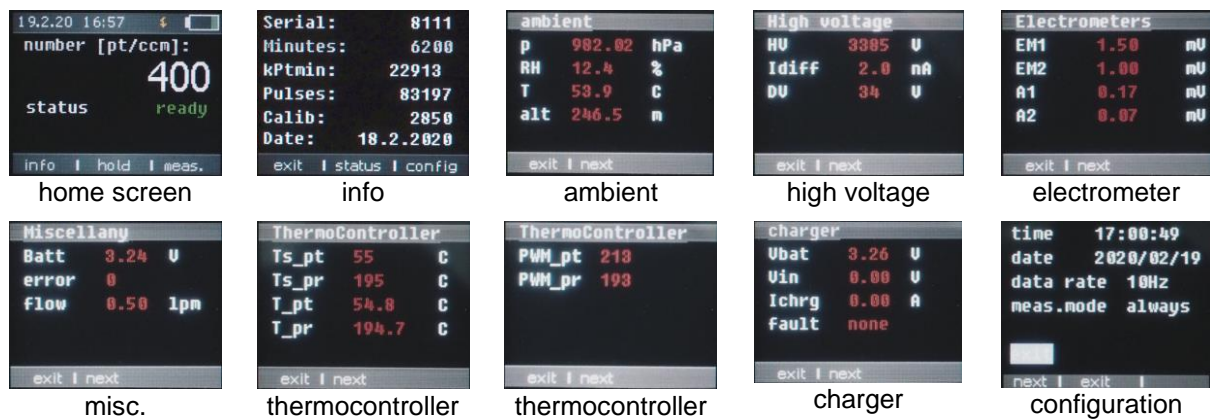 19.2.20 16:57
number [pt/ccm]:
400
status ready
info | hold | meas.
home screen
Serial: 8111
Minutes: 6200
kPtmin: 22913
Pulses: 83197
Calib: 2850
Date: 18.2.2020
exit | status | config
info
ambient
p 982.02 hPa
RH 12.4 %
T 53.9 C
alt 246.5 m
exit | next
ambient
High voltage
HV 3385 V
Idiff 2.0 nA
DV 34 V
exit | next
high voltage
Electrometers
EM1 1.50 mV
EM2 1.00 mV
A1 0.17 mV
A2 0.07 mV
exit | next
electrometer
Miscellany
Batt 3.24 V
error 0
flow 0.50 lpm
exit | next
misc.
ThermoController
Ts_pt 55 C
Ts_pr 195 C
T_pt 54.8 C
T_pr 194.7 C
exit | next
thermocontroller
ThermoController
PWM_pt 213
PWM_pr 193
exit | next
thermocontroller
charger
Vbat 3.26 V
Vin 0.00 V
Ichrg 0.00 A
fault none
exit | next
charger
time 17:00:49
date 2020/02/19
data rate 10Hz
meas.mode always
next | exit |
configuration